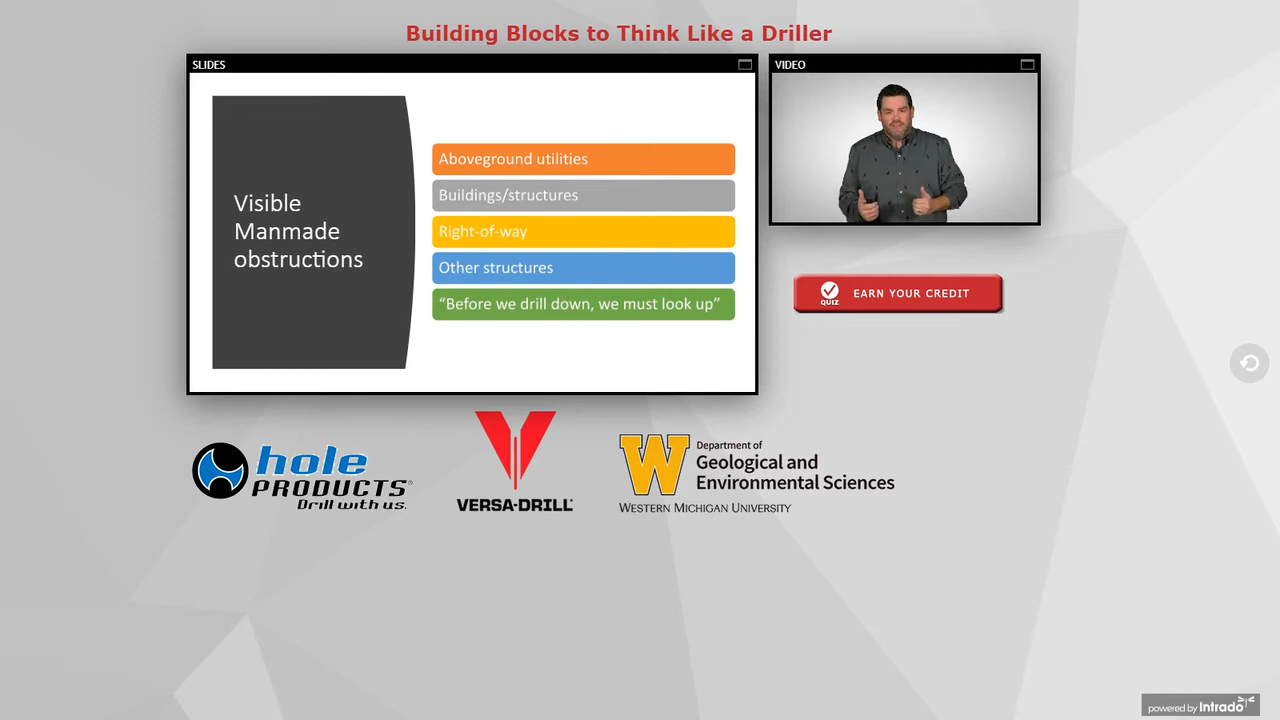 Building Blocks to Think Like a Driller
SLIDES
Visible
Manmade
obstructions
Aboveground utilities
Buildings/structures
Right-of-way
Other structures
“Before we drill down, we must look up”
VIDEO
QUIZ
EARN YOUR CREDIT
hole
PRODUCTS®
Drill with us.
VERSA-DRILL
W
Department of
Geological and
Environmental Sciences
WESTERN MICHIGAN UNIVERSITY
powered by Intrado